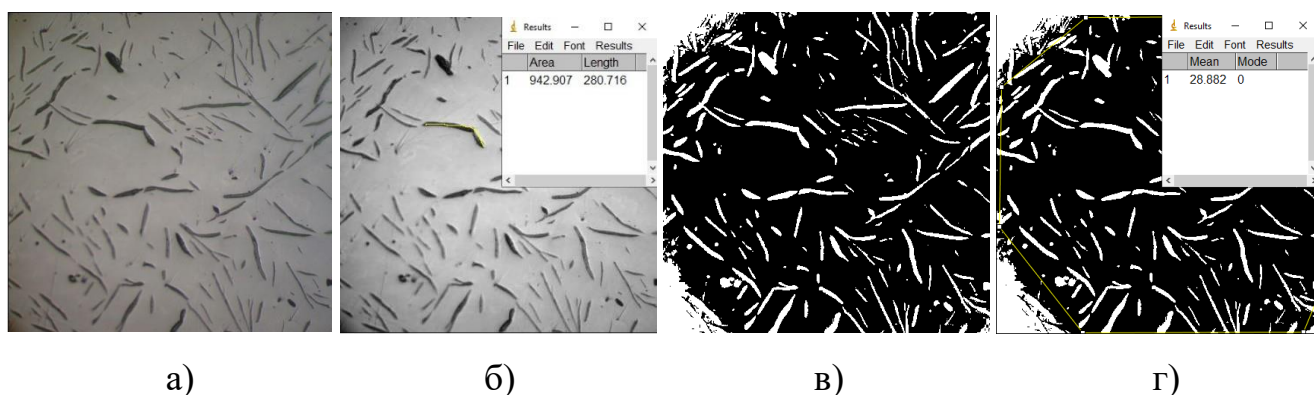 Results
File Edit Font Results
Area Length
1 942.907 280.716
Results
File Edit Font Results
Mean Mode
1 28.882 0
а) б) в) г)